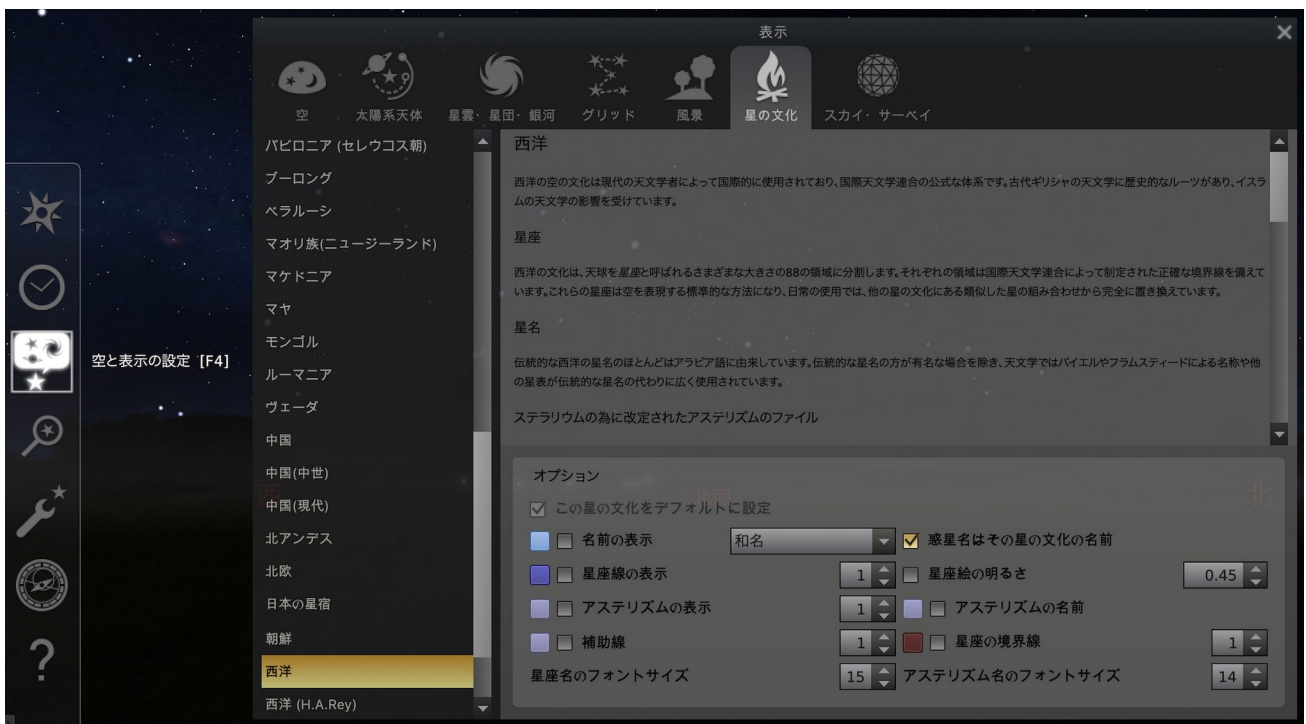 表示
空
太陽系天体
星雲・星団・銀河
グリッド
風景
星の文化
スカイ・サーベイ
バビロニア (セレウコス朝)
ブーロング
ベラルーシ
マオリ族(ニュージーランド)
マケドニア
マヤ
モンゴル
ルーマニア
ヴェーダ
中国
中国(中世)
中国(現代)
北アンデス
北欧
日本の星宿
朝鮮
西洋
西洋 (H.A.Rey)
空と表示の設定 [F4]
西洋
西洋の空の文化は現代の天文学者によって国際的に使用されており、国際天文学連合の公式な体系です。古代ギリシャの天文学に歴史的なルーツがあり、イスラ
ムの天文学の影響を受けています。
星座
西洋の文化は、天球を星座と呼ばれるさまざまな大きさの88の領域に分割します。それぞれの領域は国際天文学連合によって制定された正確な境界線を備えて
います。これらの星座は空を表現する標準的な方法になり、日常の使用では、他の星の文化にある類似した星の組み合わせから完全に置き換えています。
星名
伝統的な西洋の星名のほとんどはアラビア語に由来しています。伝統的な星名の方が有名な場合を除き、天文学ではバイエルやフラムスティードによる名称や他
の星表が伝統的な星名の代わりに広く使用されています。
ステラリウムの為に改定されたアステリズムのファイル
西
北西
北
オプション
この星の文化をデフォルトに設定
名前の表示 和名 惑星名はその星の文化の名前
星座線の表示 1 星座絵の明るさ 0.45
アステリズムの表示 1 アステリズムの名前
補助線 1 星座の境界線 1
星座名のフォントサイズ 15 アステリズム名のフォントサイズ 14